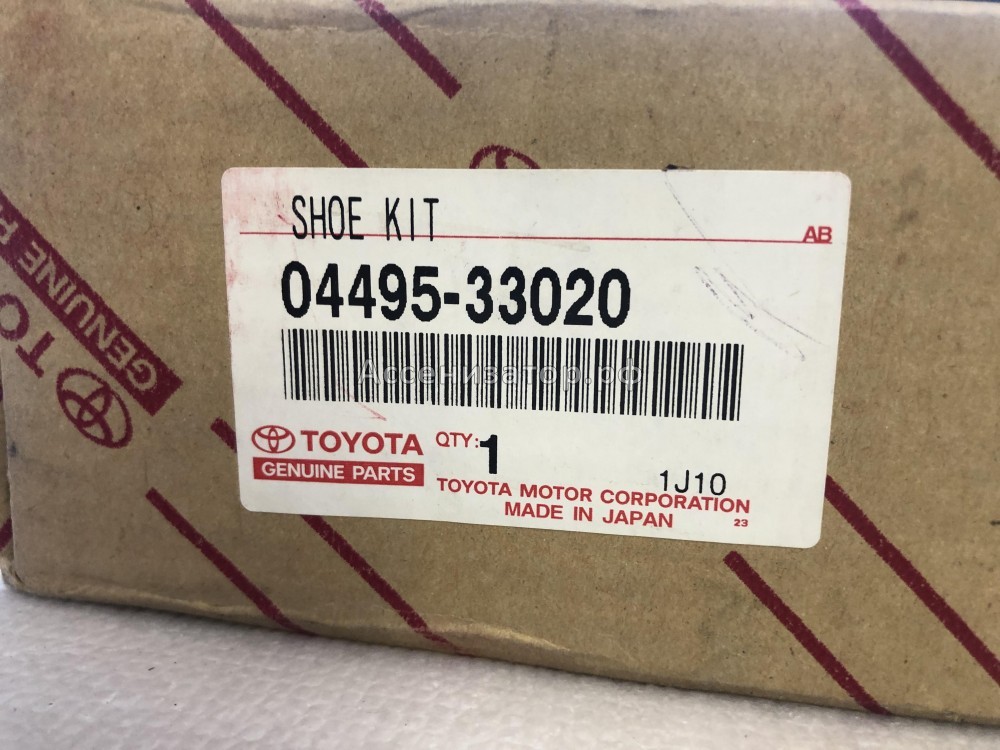 SHOE KIT
AB
04495-33020
Ассенизатор.рф
TOYOTA
GENUINE PARTS
QTY: 1
1J10
TOYOTA MOTOR CORPORATION
MADE IN JAPAN
23
TO
GENUINE P